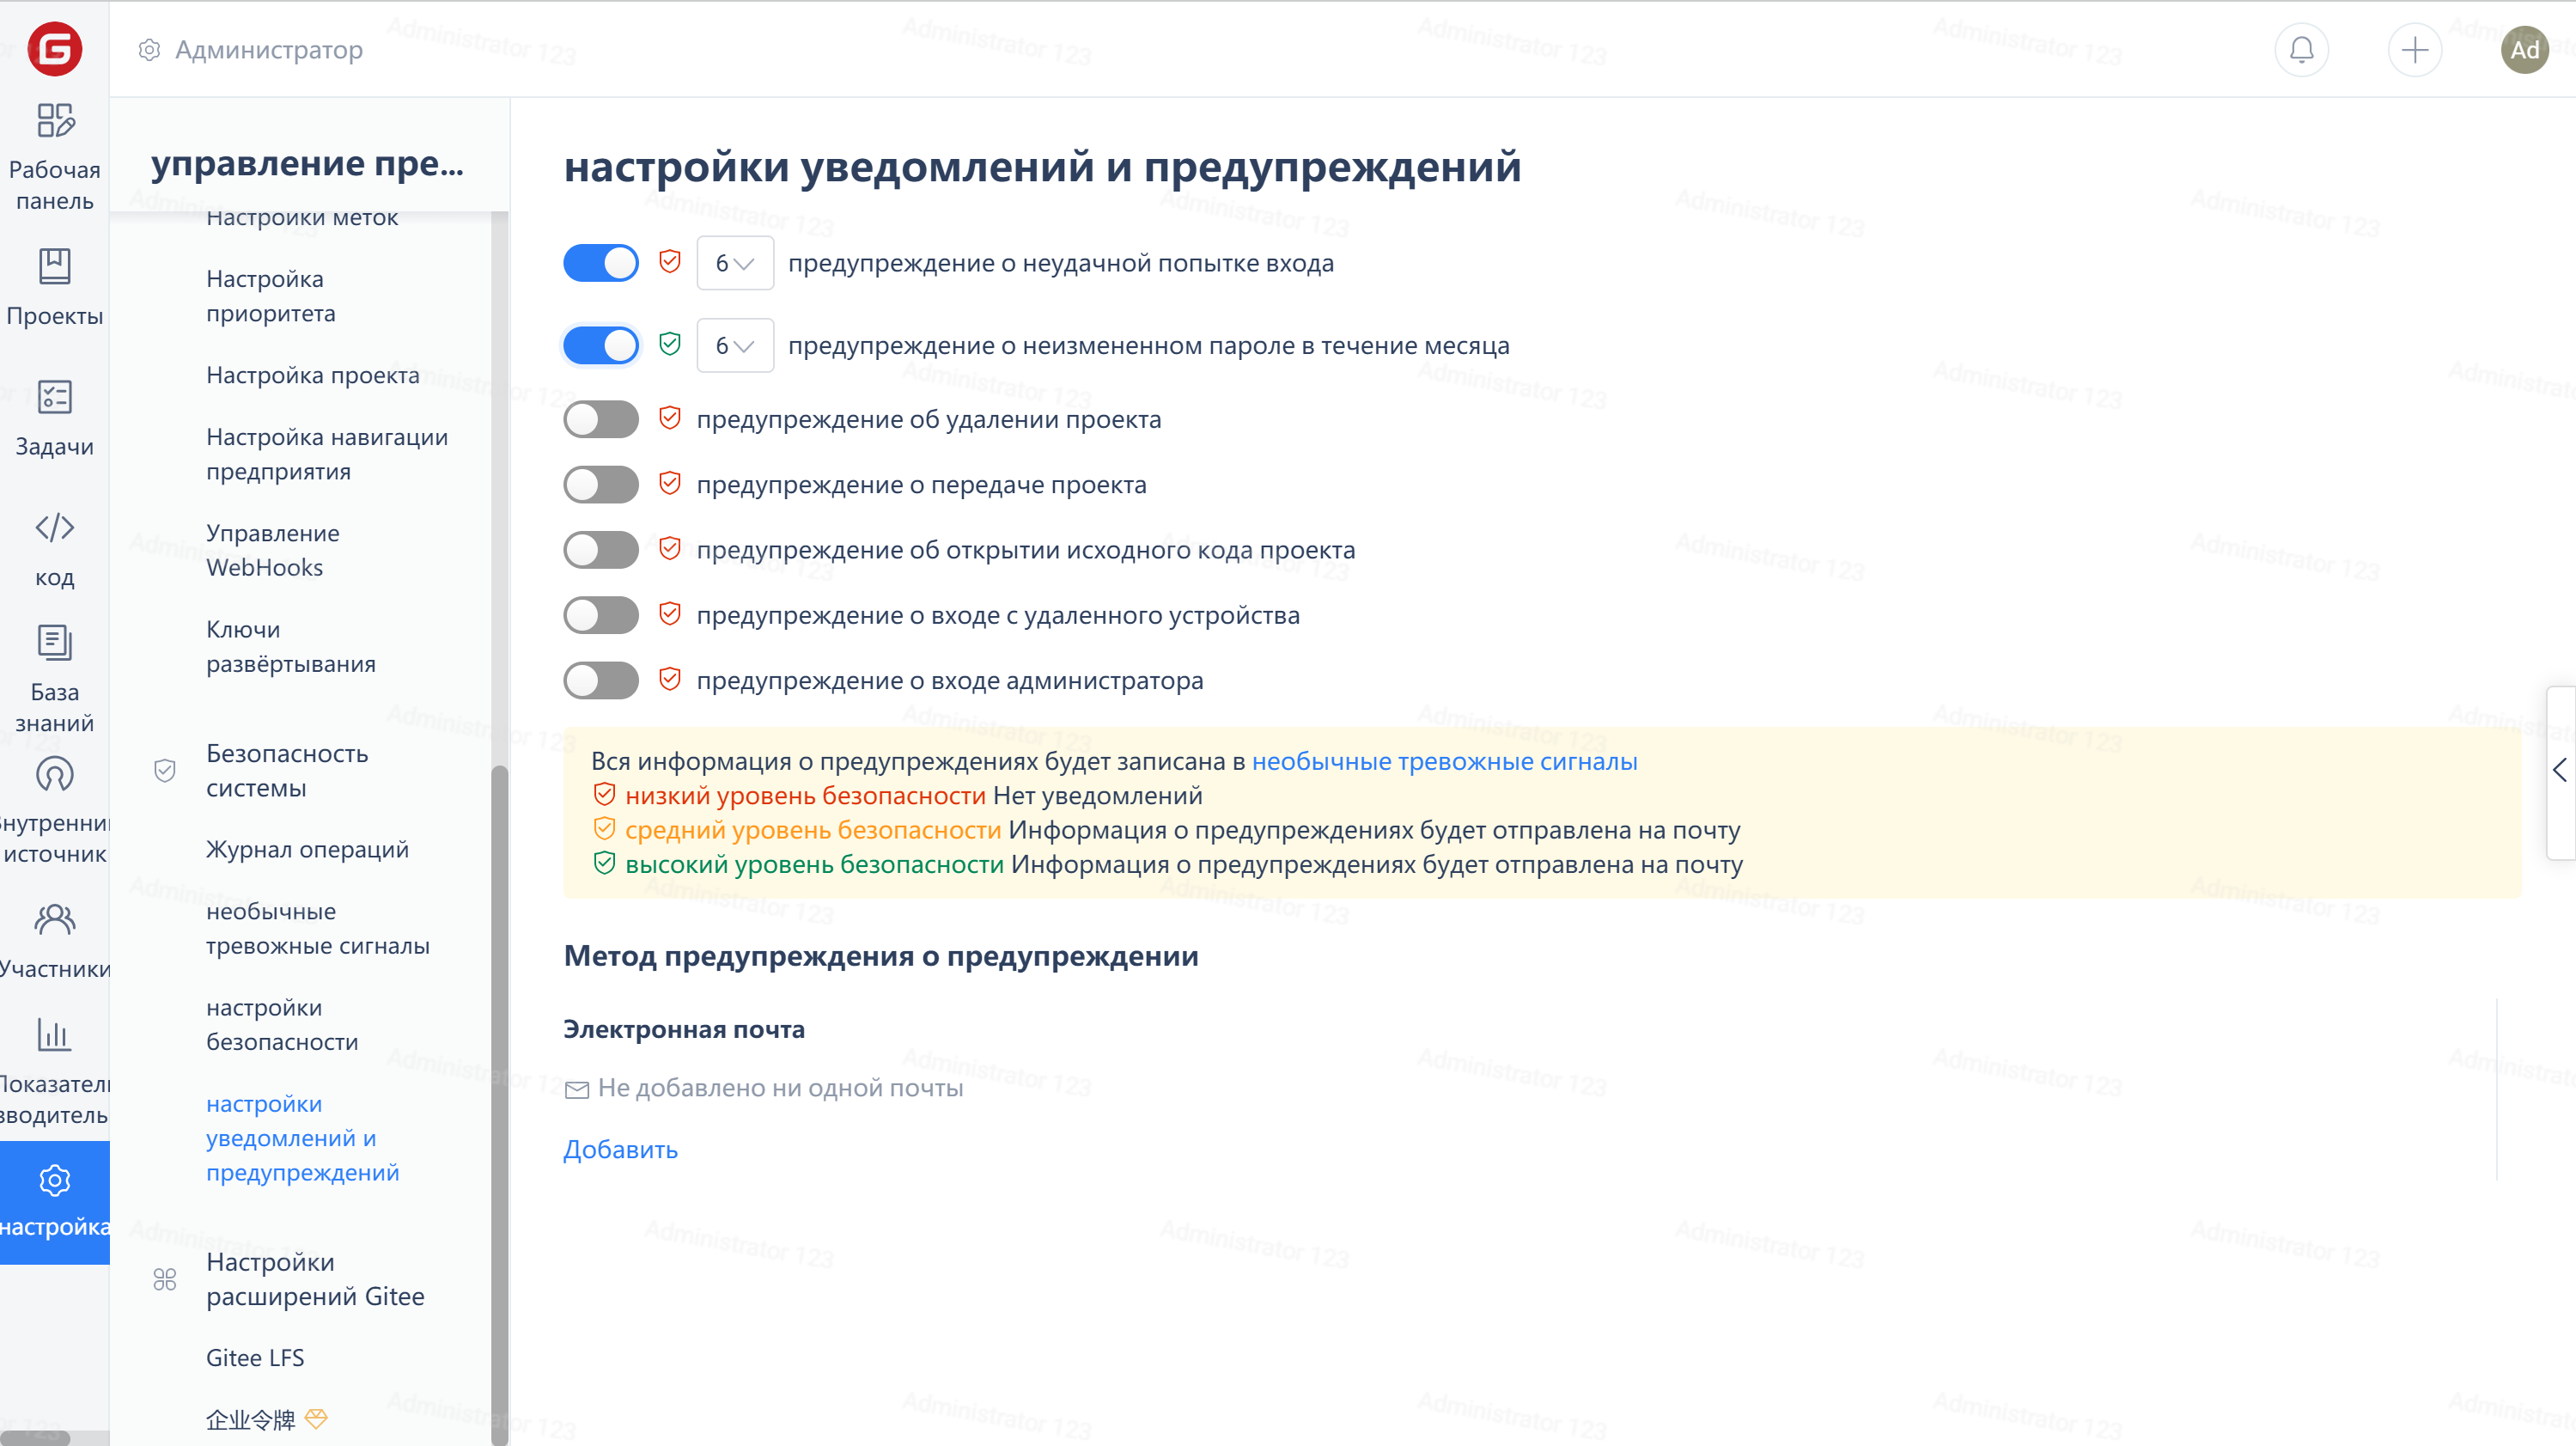 Администратор
Ad
Рабочая
панель
Проекты
Задачи
код
База
знаний
нутренни
источник
Участники
Показател
зводитель
настройка
управление пре...
Настройки меток
Настройка
приоритета
Настройка проекта
Настройка навигации
предприятия
Управление
WebHooks
Ключи
развёртывания
Безопасность
системы
Журнал операций
необычные
тревожные сигналы
настройки
безопасности
настройки
уведомлений и
предупреждений
Настройки
расширений Gitee
Gitee LFS
企业令牌
настройки уведомлений и предупреждений
6 предупреждение о неудачной попытке входа
6 предупреждение о неизмененном пароле в течение месяца
предупреждение об удалении проекта
предупреждение о передаче проекта
предупреждение об открытии исходного кода проекта
предупреждение о входе с удаленного устройства
предупреждение о входе администратора
Вся информация о предупреждениях будет записана в необычные тревожные сигналы
низкий уровень безопасности Нет уведомлений
средний уровень безопасности Информация о предупреждениях будет отправлена на почту
высокий уровень безопасности Информация о предупреждениях будет отправлена на почту
Метод предупреждения о предупреждении
Электронная почта
Не добавлено ни одной почты
Добавить
Administrator 123